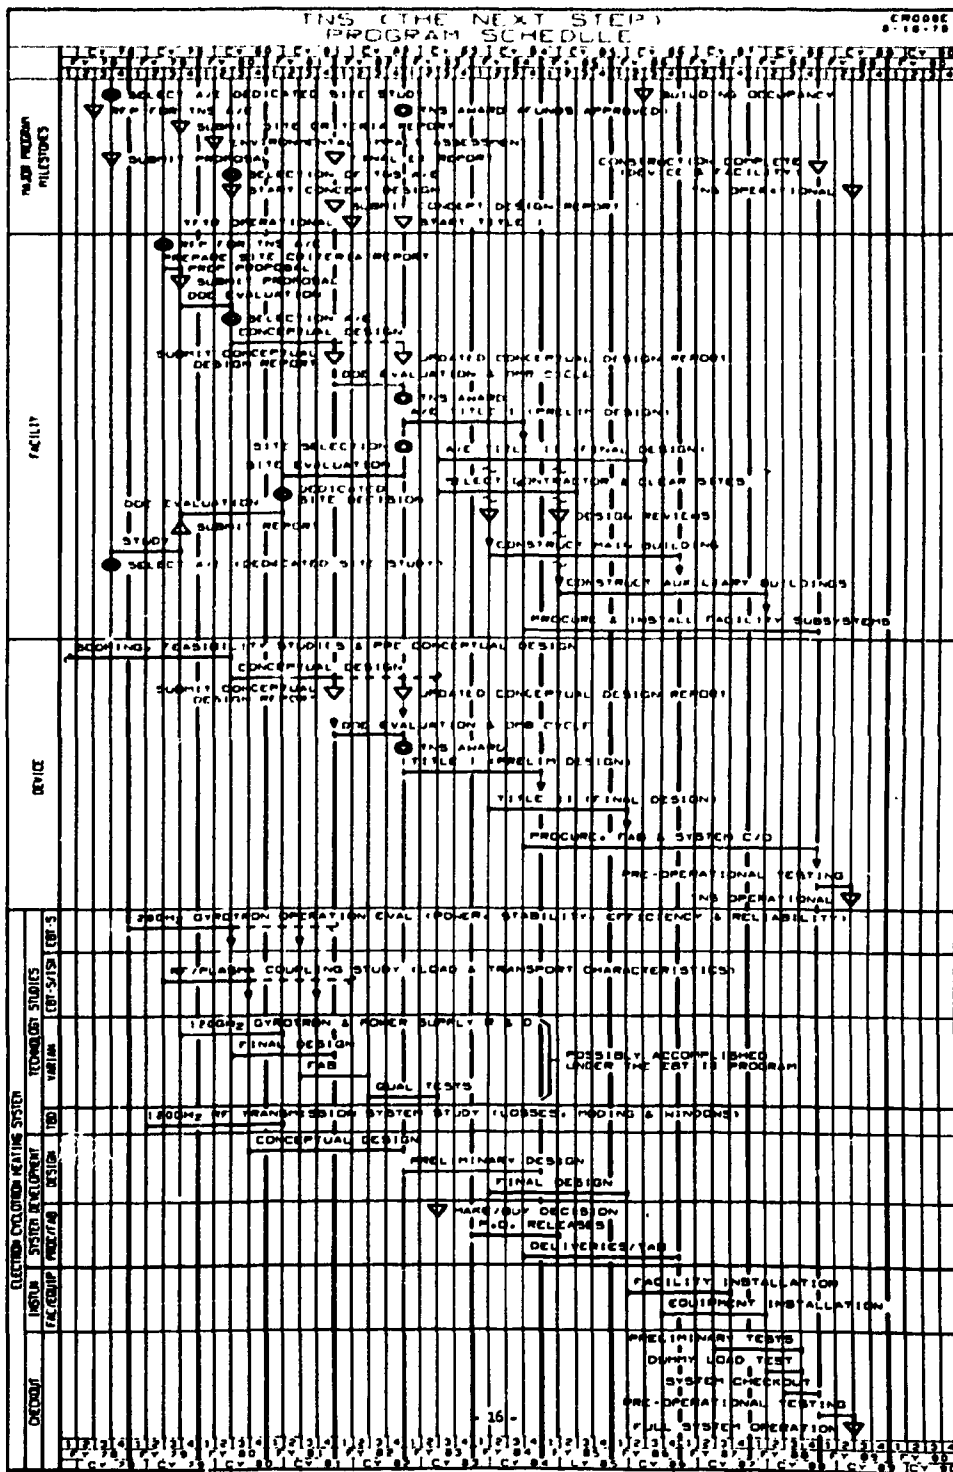 TNS (THE NEXT STEP)
PROGRAM SCHEDULE
MAJOR PROGRAM
MILESTONES
SELECT A/E DEDICATED SITE STUDY
BUILDING OCCUPANCY
RFP FOR TNS A/E
TNS AWARD (FUNDS APPROVED)
SUBMIT SITE CRITERIA REPORT
ENVIRONMENTAL IMPACT ASSESSMENT
SUBMIT PROPOSAL
FINAL EI REPORT
CONSTRUCTION COMPLETE
(DEVICE & FACILITY)
SELECTION OF TNS A/E
START CONCEPT DESIGN
TNS OPERATIONAL
SUBMIT CONCEPT DESIGN REPORT
TFTR OPERATIONAL
START TITLE I
FACILITY
RFP FOR TNS A/E
PREPARE SITE CRITERIA REPORT
PREP PROPOSAL
SUBMIT PROPOSAL
DOE EVALUATION
SELECTION A/E
CONCEPTUAL DESIGN
SUBMIT CONCEPTUAL
DESIGN REPORT
UPDATED CONCEPTUAL DESIGN REPORT
DOE EVALUATION & OMB CYCLE
TNS AWARD
A/E TITLE I (PRELIM DESIGN)
SITE SELECTION
A/E TITLE II (FINAL DESIGN)
SITE EVALUATION
SELECT CONTRACTOR & CLEAR SITES
DEDICATED
SITE DECISION
DOE EVALUATION
DESIGN REVIEWS
SUBMIT REPORT
STUDY
CONSTRUCT MAIN BUILDING
SELECT A/E (DEDICATED SITE STUDY)
CONSTRUCT AUXILIARY BUILDINGS
PROCURE & INSTALL FACILITY SUBSYSTEMS
DEVICE
SCOPING, FEASIBILITY STUDIES & PRE CONCEPTUAL DESIGN
CONCEPTUAL DESIGN
SUBMIT CONCEPTUAL
DESIGN REPORT
UPDATED CONCEPTUAL DESIGN REPORT
DOE EVALUATION & OMB CYCLE
TNS AWARD
TITLE I (PRELIM DESIGN)
TITLE II (FINAL DESIGN)
PROCURE, FAB & SYSTEM C/O
PRE-OPERATIONAL TESTING
TNS OPERATIONAL
ELECTRON CYCLOTRON HEATING SYSTEM
TECHNOLOGY STUDIES
EBT-S
28GHz GYROTRON OPERATION EVAL (POWER, STABILITY, EFFICIENCY & RELIABILITY)
RF/PLASMA COUPLING STUDY (LOAD & TRANSPORT CHARACTERISTICS)
VARIAN
120GHz GYROTRON & POWER SUPPLY R & D
FINAL DESIGN
FAB
POSSIBLY ACCOMPLISHED
UNDER THE EBT II PROGRAM
QUAL TESTS
TBD
120GHz RF TRANSMISSION SYSTEM STUDY (LOSSES, MODING & WINDOWS)
SYSTEM DEVELOPMENT
DESIGN
CONCEPTUAL DESIGN
PRELIMINARY DESIGN
FINAL DESIGN
PROC/FAB
MAKE/BUY DECISION
P.O. RELEASES
DELIVERIES/FAB
FAC/EQUIP
FACILITY INSTALLATION
EQUIPMENT INSTALLATION
CHECKOUT
PRELIMINARY TESTS
DUMMY LOAD TEST
SYSTEM CHECKOUT
PRE-OPERATIONAL TESTING
- 16 -
FULL SYSTEM OPERATION